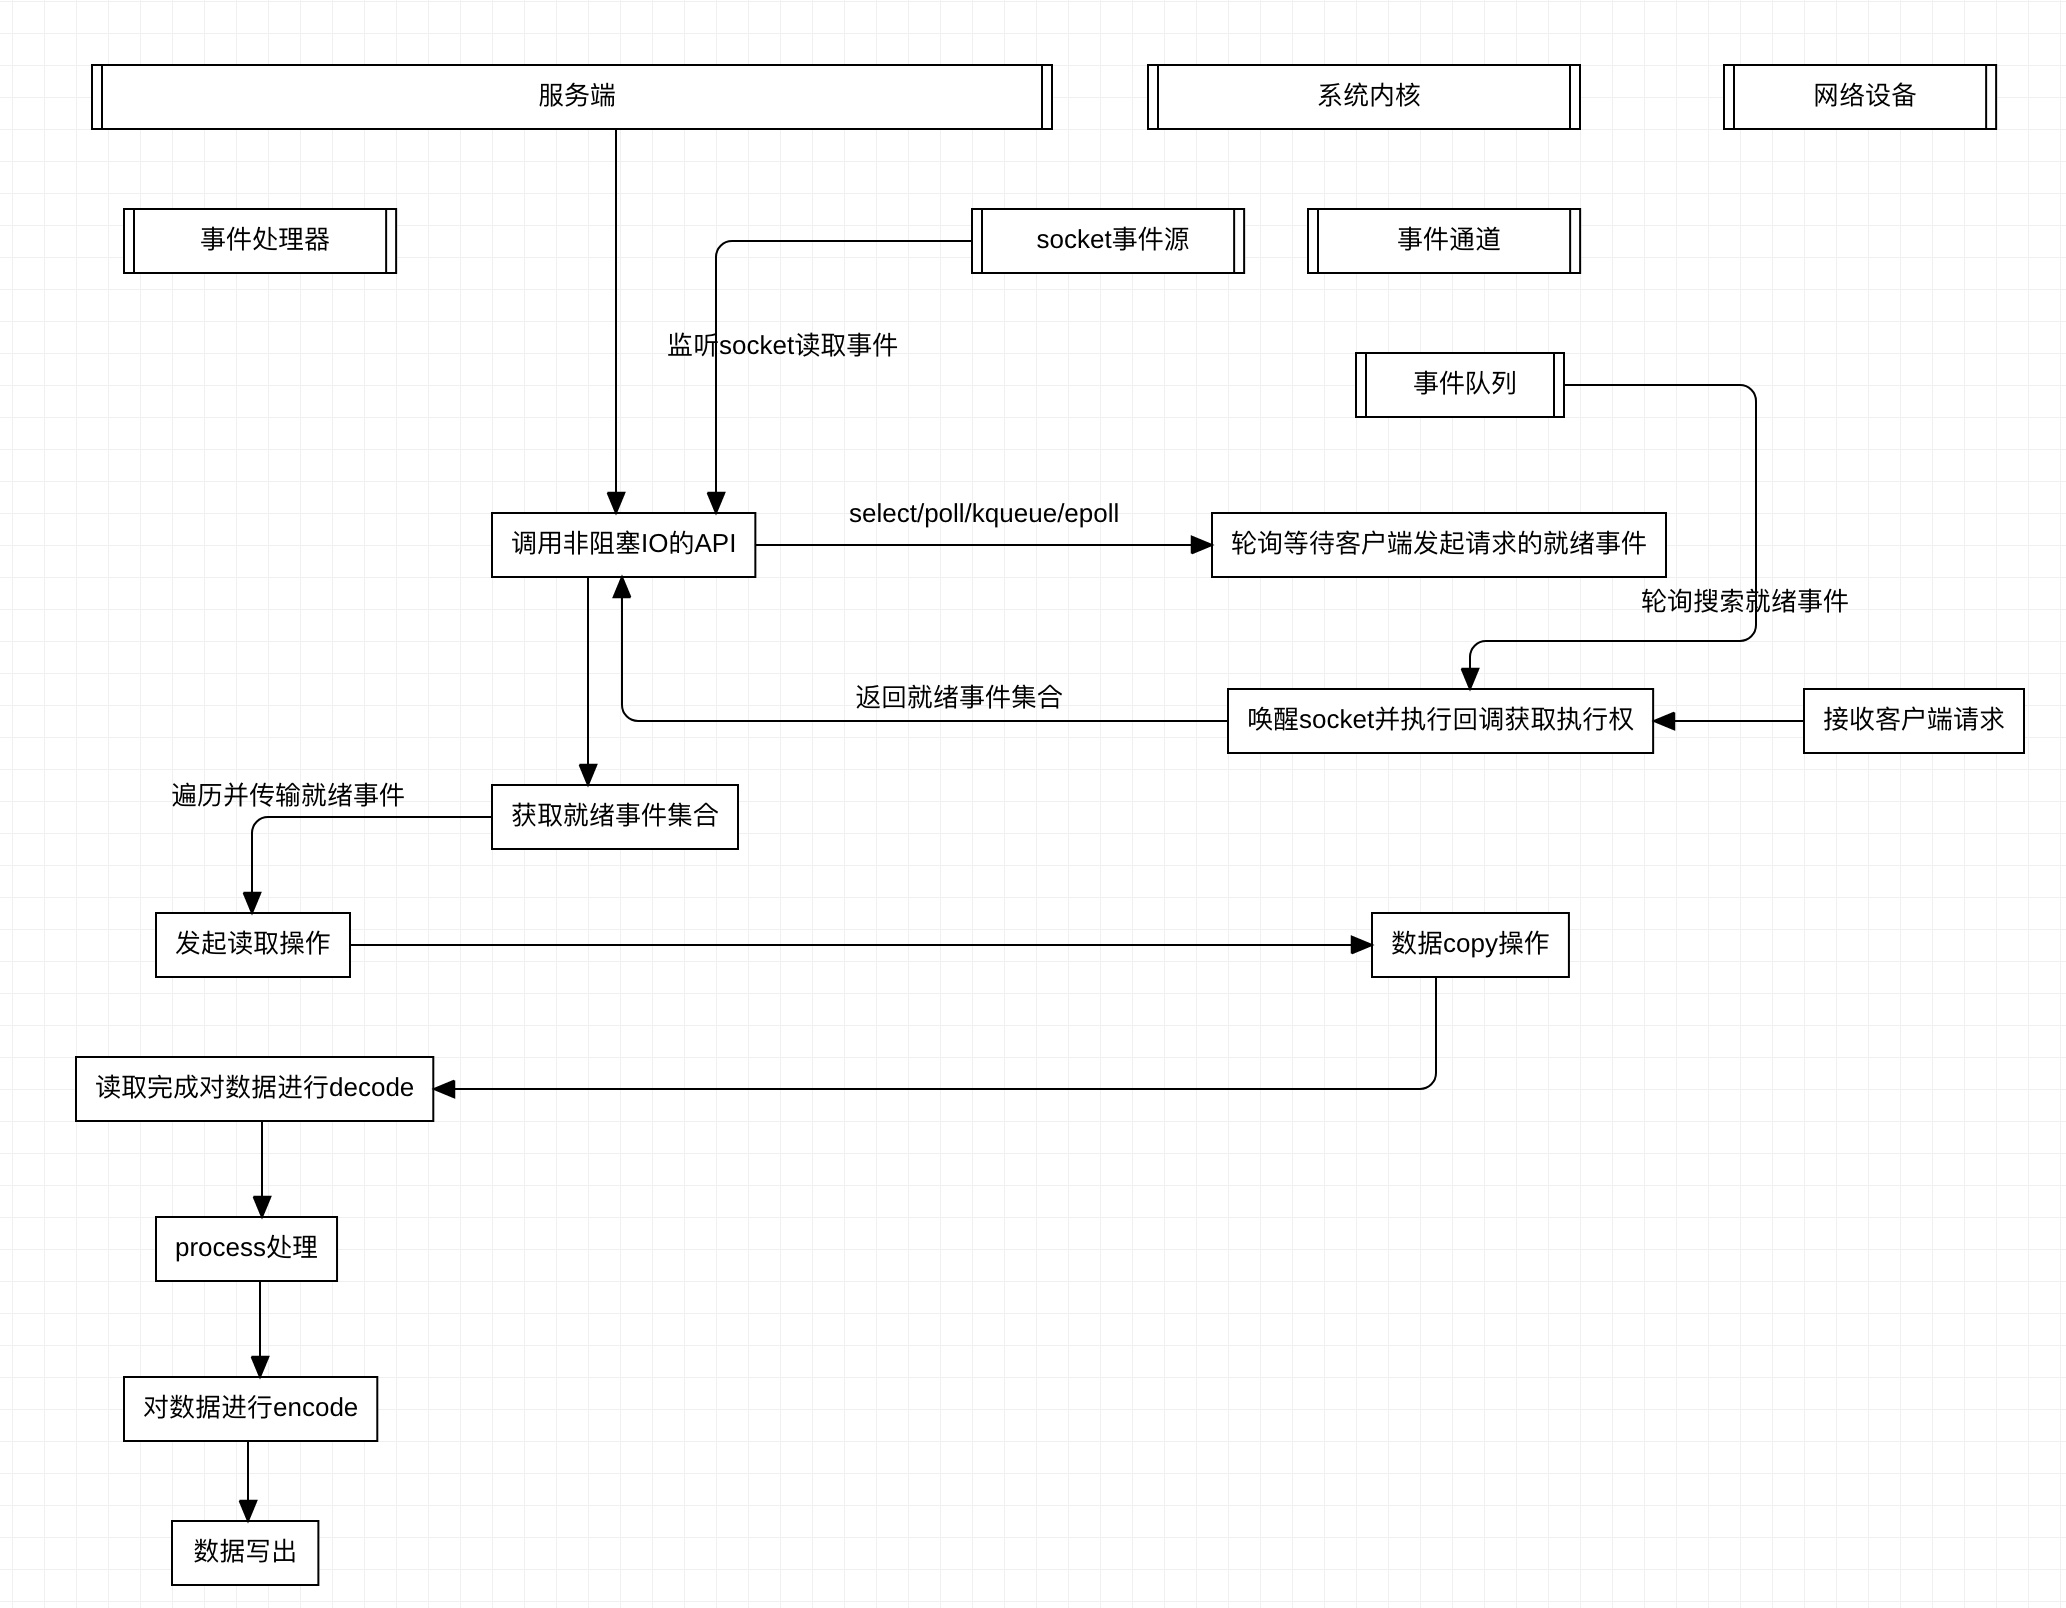 服务端
系统内核
网络设备
事件处理器
socket事件源
事件通道
监听socket读取事件
事件队列
select/poll/kqueue/epoll
调用非阻塞IO的API
轮询等待客户端发起请求的就绪事件
轮询搜索就绪事件
返回就绪事件集合
唤醒socket并执行回调获取执行权
接收客户端请求
遍历并传输就绪事件
获取就绪事件集合
发起读取操作
数据copy操作
读取完成对数据进行decode
process处理
对数据进行encode
数据写出